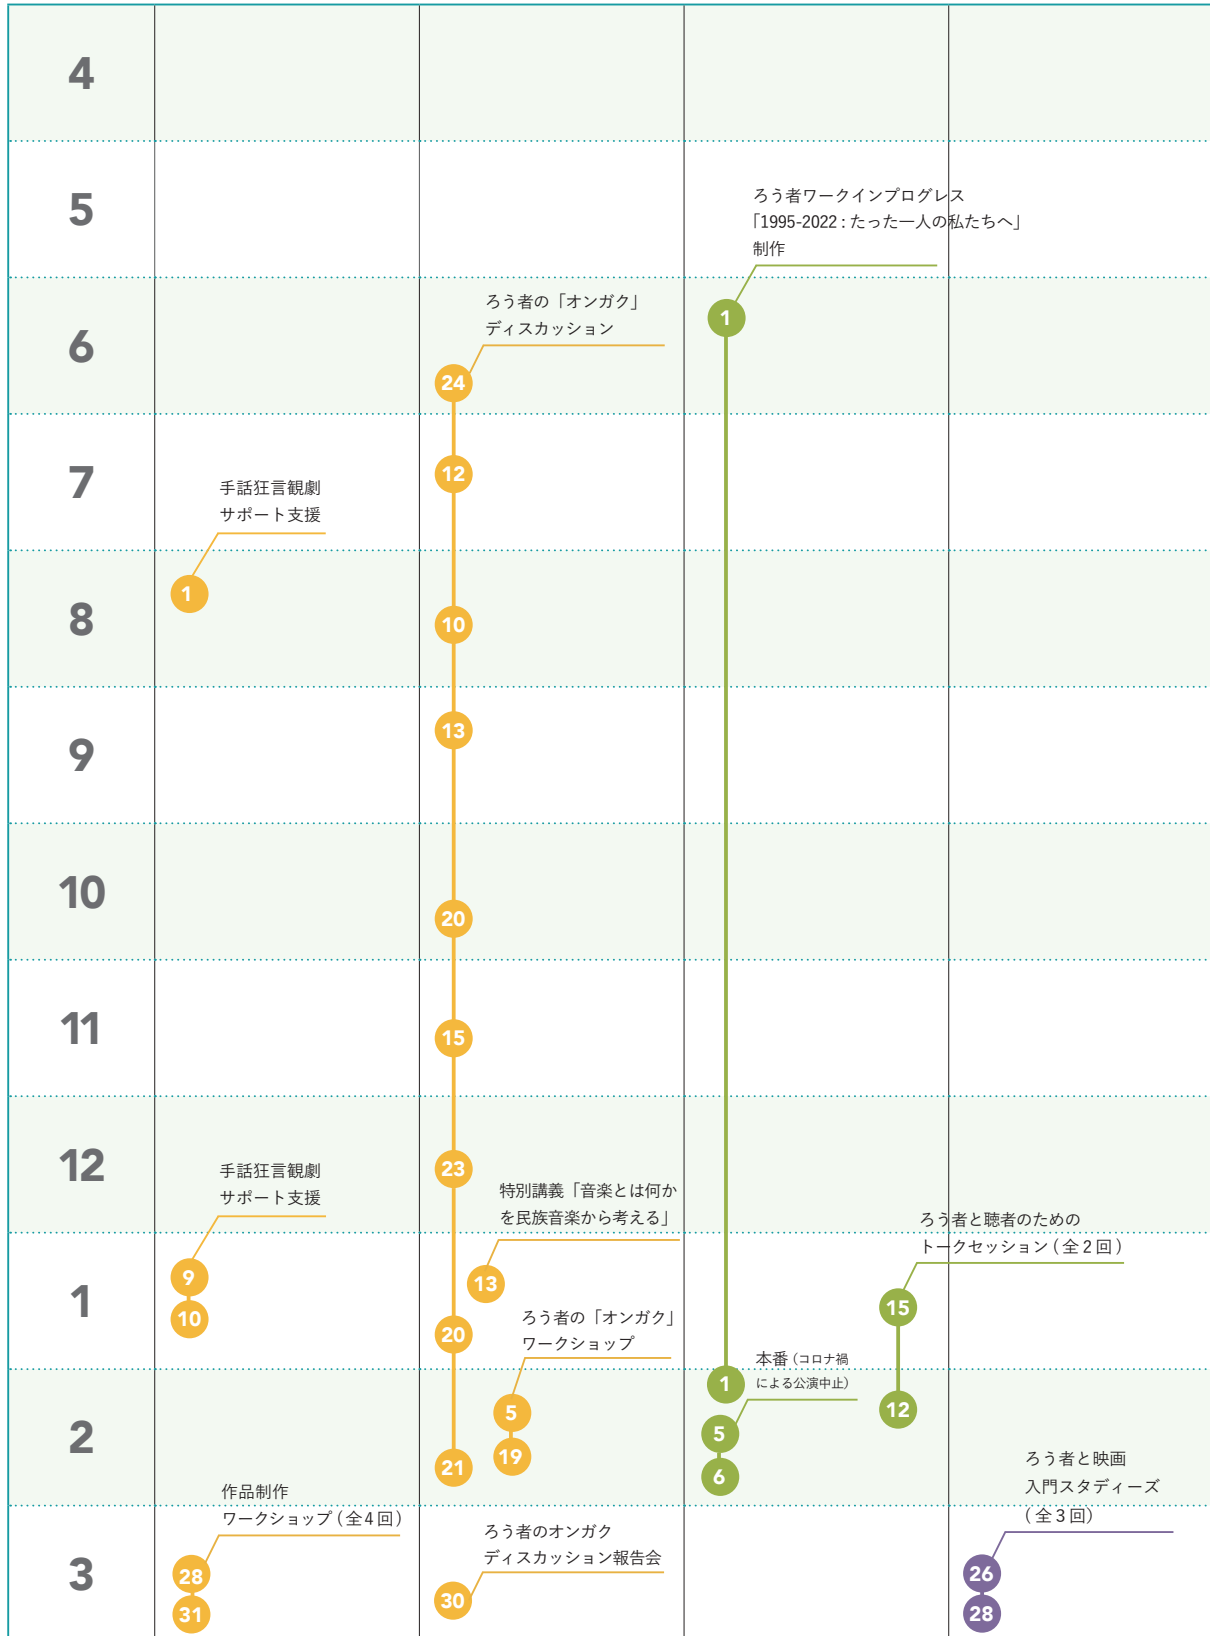 4
5
ろう者ワークインプログレス
「1995-2022 : たった一人の私たちへ」
制作
6
ろう者の「オンガク」
ディスカッション
1
24
7
12
手話狂言観劇
サポート支援
8
1
10
9
13
10
20
11
15
12
手話狂言観劇
サポート支援
23
特別講義「音楽とは何か
を民族音楽から考える」
ろう者と聴者のための
トークセッション ( 全 2 回 )
1
9
10
13
20
15
ろう者の「オンガク」
ワークショップ
本番 (コロナ禍
による公演中止)
2
5
19
21
1
5
6
12
ろう者と映画
入門スタディーズ
( 全 3 回)
作品制作
ワークショップ ( 全 4 回 )
ろう者のオンガク
ディスカッション報告会
3
28
31
30
26
28